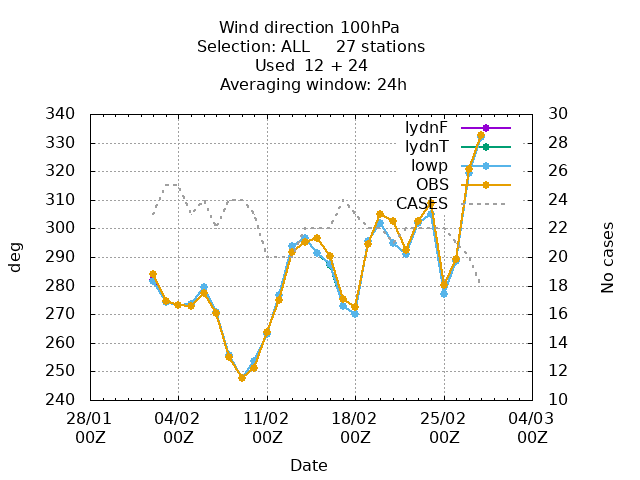 Wind direction 100hPa
Selection: ALL 27 stations
Used 12 + 24
Averaging window: 24h
340 30
330 28
320 26
310 24
300 22
290 20
280 18
270 16
260 14
250 12
240 10
lydnF
lydnT
lowp
OBS
CASES
deg
No cases
28/01 04/02 11/02 18/02 25/02 04/03
00Z 00Z 00Z 00Z 00Z 00Z
Date